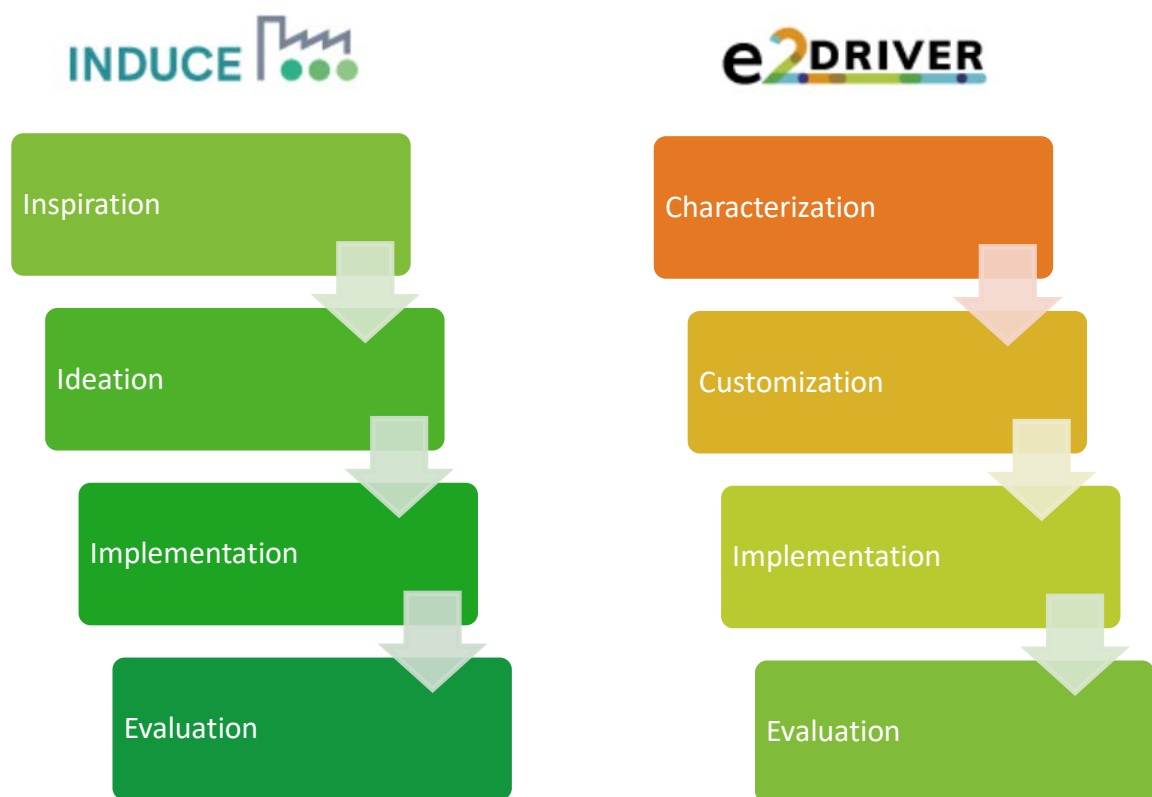 INDUCE
Inspiration
Ideation
Implementation
Evaluation
e2DRIVER
Characterization
Customization
Implementation
Evaluation